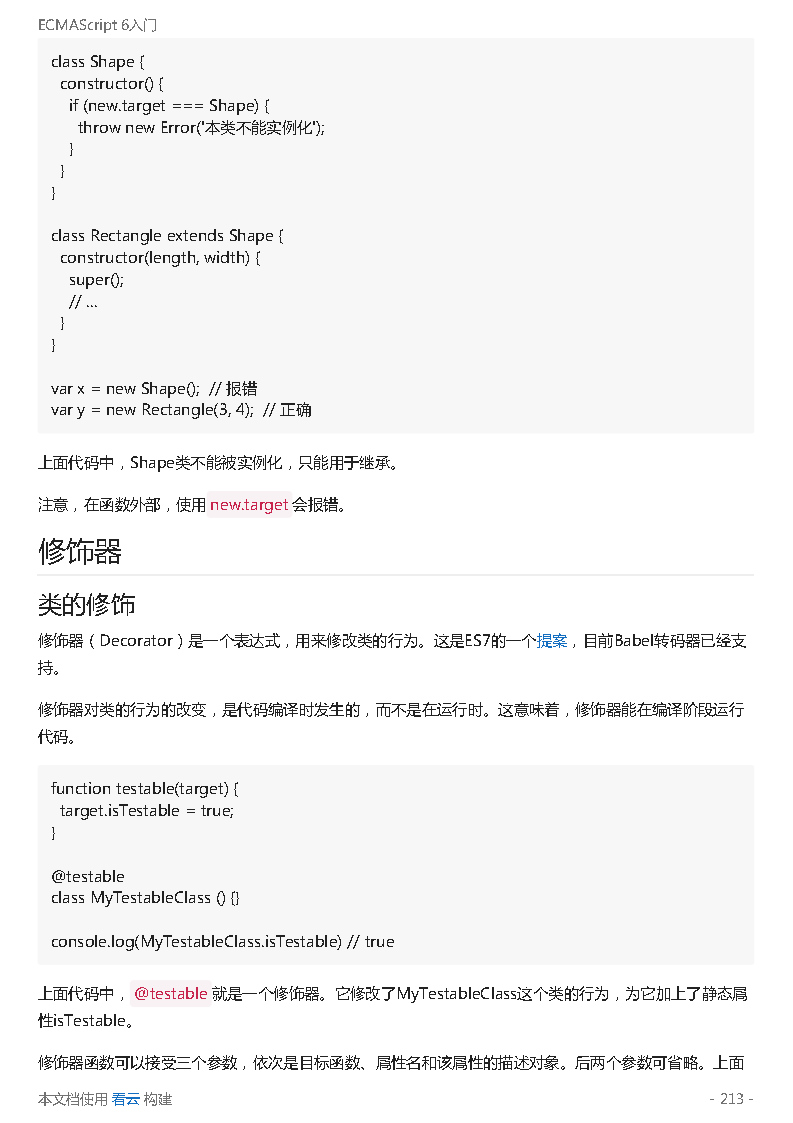 ECMAScript 6入门
class Shape {
  constructor() {
    if (new.target === Shape) {
      throw new Error('本类不能实例化');
    }
  }
}

class Rectangle extends Shape {
  constructor(length, width) {
    super();
    // ...
  }
}

var x = new Shape();  // 报错
var y = new Rectangle(3, 4);  // 正确
上面代码中，Shape类不能被实例化，只能用于继承。
注意，在函数外部，使用 new.target 会报错。
修饰器
类的修饰
修饰器（Decorator）是一个表达式，用来修改类的行为。这是ES7的一个提案，目前Babel转码器已经支
持。
修饰器对类的行为的改变，是代码编译时发生的，而不是在运行时。这意味着，修饰器能在编译阶段运行
代码。
function testable(target) {
  target.isTestable = true;
}

@testable
class MyTestableClass () {}

console.log(MyTestableClass.isTestable) // true
上面代码中， @testable 就是一个修饰器。它修改了MyTestableClass这个类的行为，为它加上了静态属
性isTestable。
修饰器函数可以接受三个参数，依次是目标函数、属性名和该属性的描述对象。后两个参数可省略。上面
本文档使用 看云 构建 - 213 -